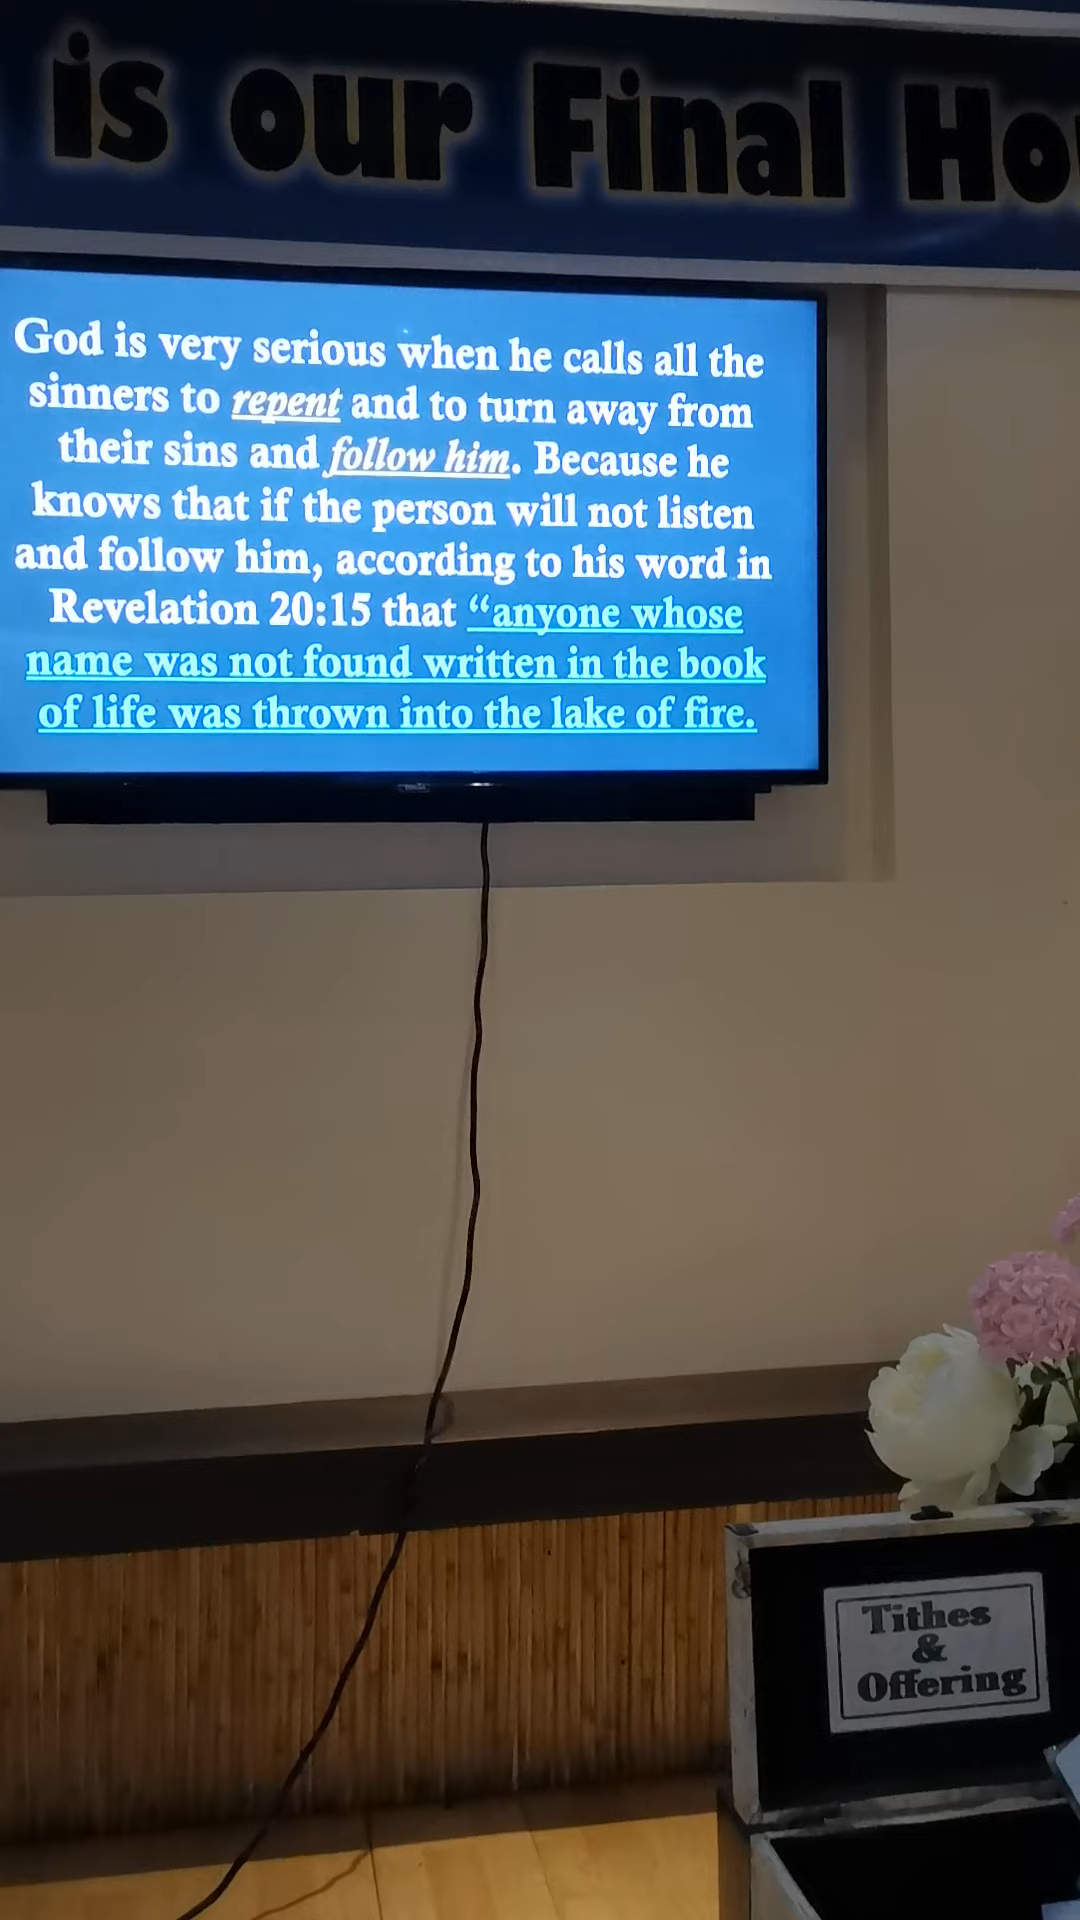 is our Final Ho
God is very serious when he calls all the
sinners to repent and to turn away from
their sins and follow him. Because he
knows that if the person will not listen
and follow him, according to his word in
Revelation 20:15 that “anyone whose
name was not found written in the book
of life was thrown into the lake of fire.
Tithes
&
Offering